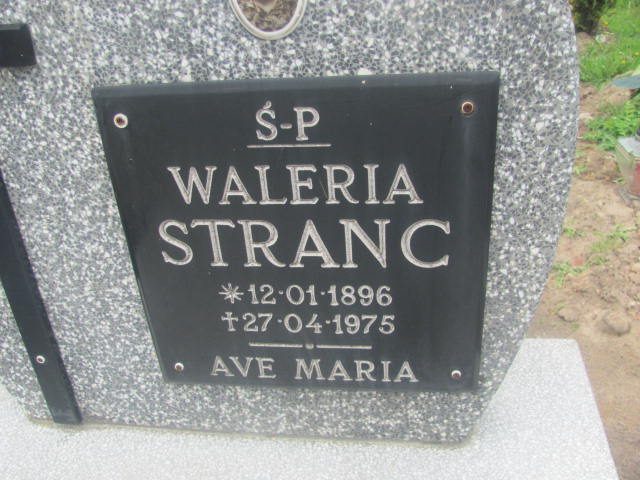 Ś-P
WALERIA
STRANC
*12-01-1896
†27-04-1975
AVE MARIA